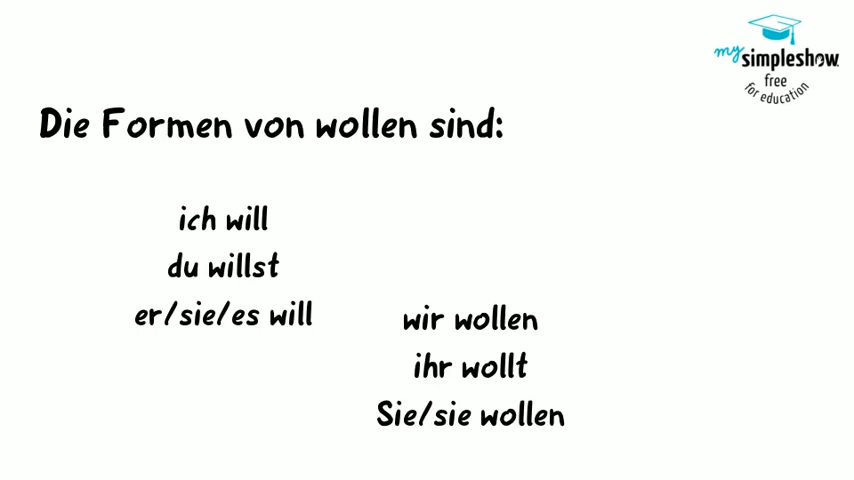 my
simpleshow
free
for education
Die Formen von wollen sind:
ich will
du willst
er/sie/es will
wir wollen
ihr wollt
Sie/sie wollen